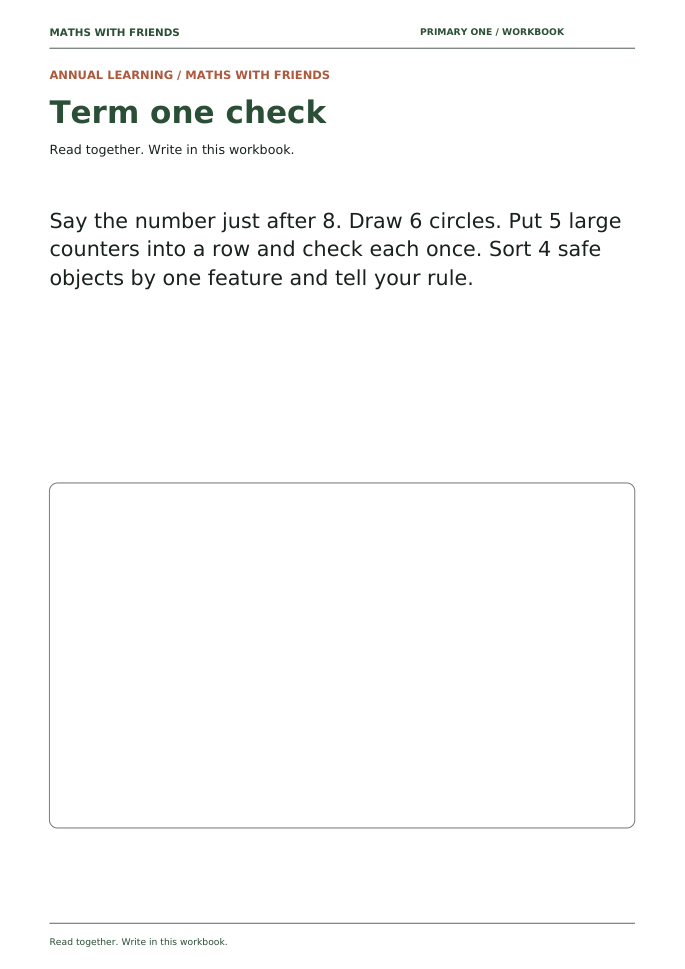 MATHS WITH FRIENDS
PRIMARY ONE / WORKBOOK
ANNUAL LEARNING / MATHS WITH FRIENDS
Term one check
Read together. Write in this workbook.
Say the number just after 8. Draw 6 circles. Put 5 large
counters into a row and check each once. Sort 4 safe
objects by one feature and tell your rule.
Read together. Write in this workbook.